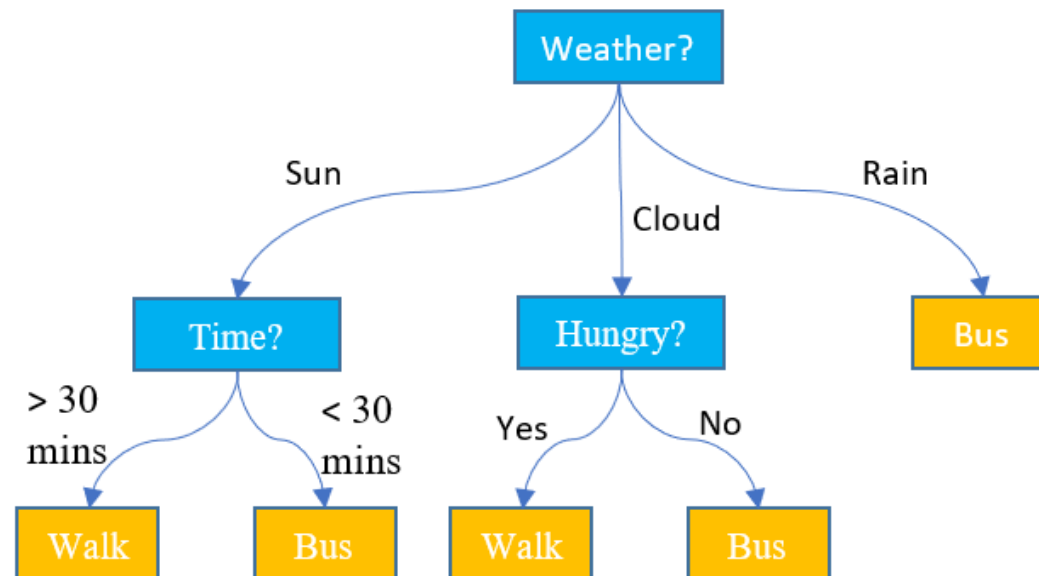 Weather?
Sun
Rain
Cloud
Time?
Hungry?
Bus
> 30
mins
< 30
mins
Yes
No
Walk
Bus
Walk
Bus